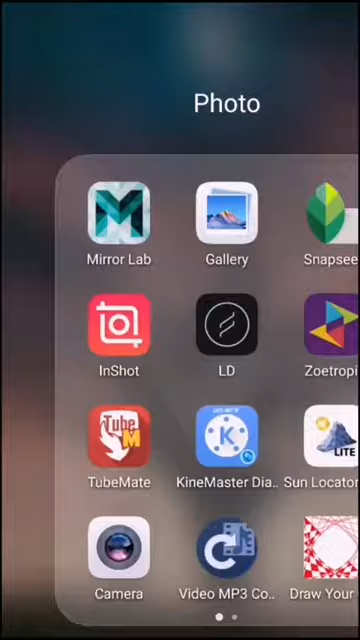 Photo
Mirror Lab
Gallery
Snapsee
InShot
LD
Zoetropi
Tube
M
K
LITE
TubeMate
KineMaster Dia..
Sun Locator
Camera
Video MP3 Co..
Draw Your